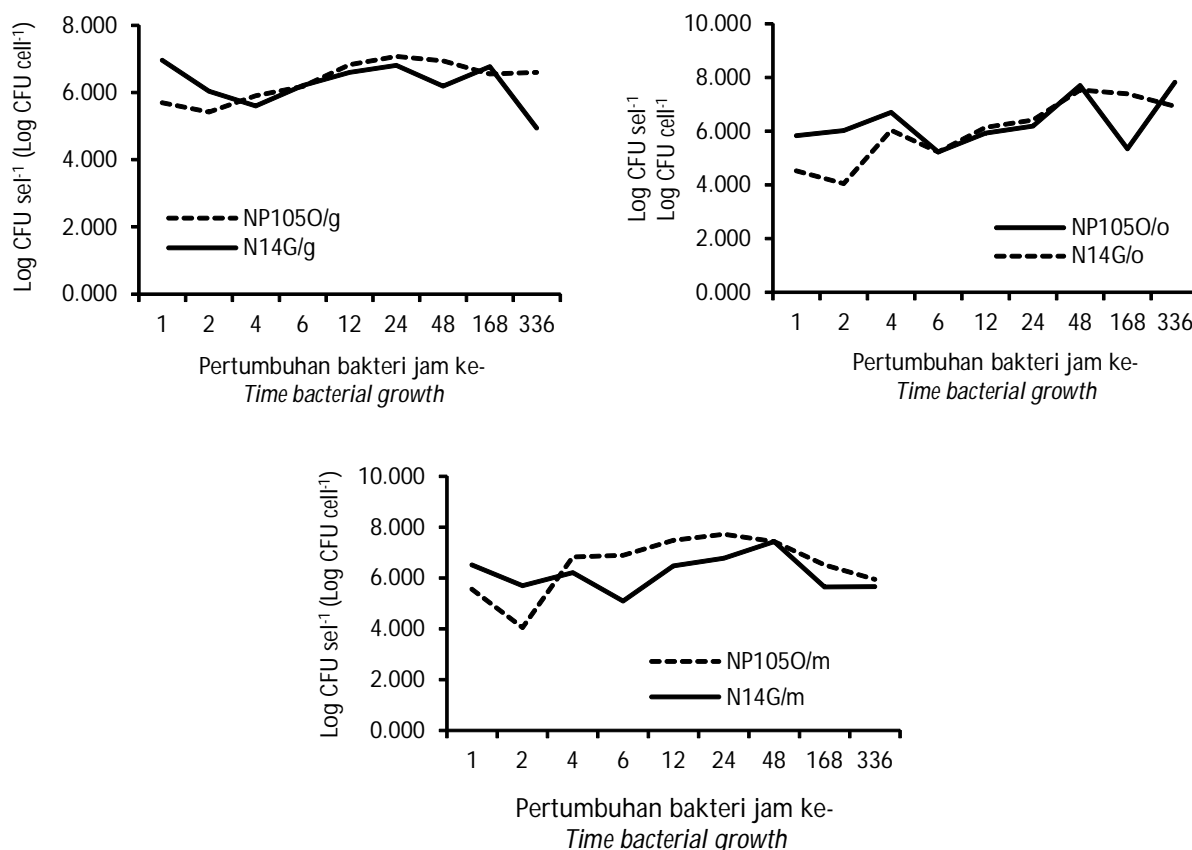 Log CFU sel-1 (Log CFU cell-1)
8.000
6.000
4.000
2.000
0.000
NP105O/g
N14G/g
1 2 4 6 12 24 48 168 336
Pertumbuhan bakteri jam ke-
Time bacterial growth
Log CFU sel-1
Log CFU cell-1
10.000
8.000
6.000
4.000
2.000
0.000
NP105O/o
N14G/o
1 2 4 6 12 24 48 168 336
Pertumbuhan bakteri jam ke-
Time bacterial growth
Log CFU sel-1 (Log CFU cell-1)
10.000
8.000
6.000
4.000
2.000
0.000
NP105O/m
N14G/m
1 2 4 6 12 24 48 168 336
Pertumbuhan bakteri jam ke-
Time bacterial growth